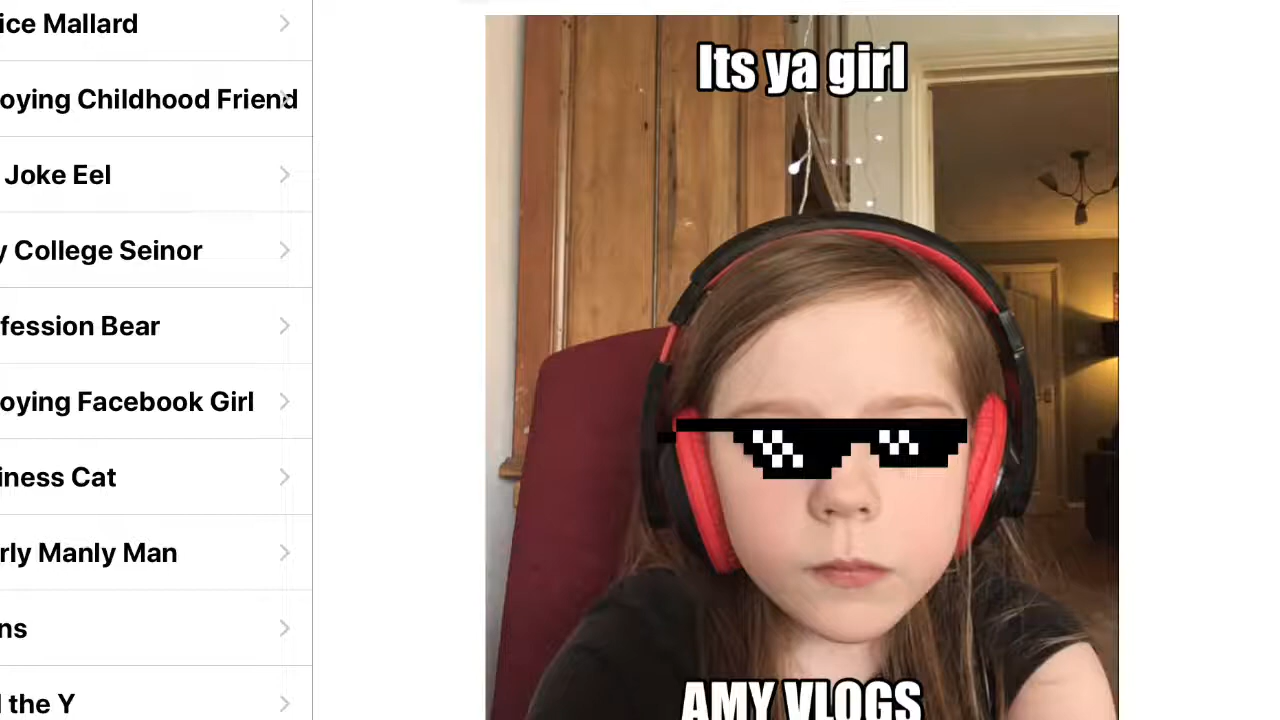 ice Mallard
oying Childhood Friend
Joke Eel
y College Seinor
fession Bear
oying Facebook Girl
iness Cat
rly Manly Man
ns
the Y
Its ya girl
AMY VLOGS